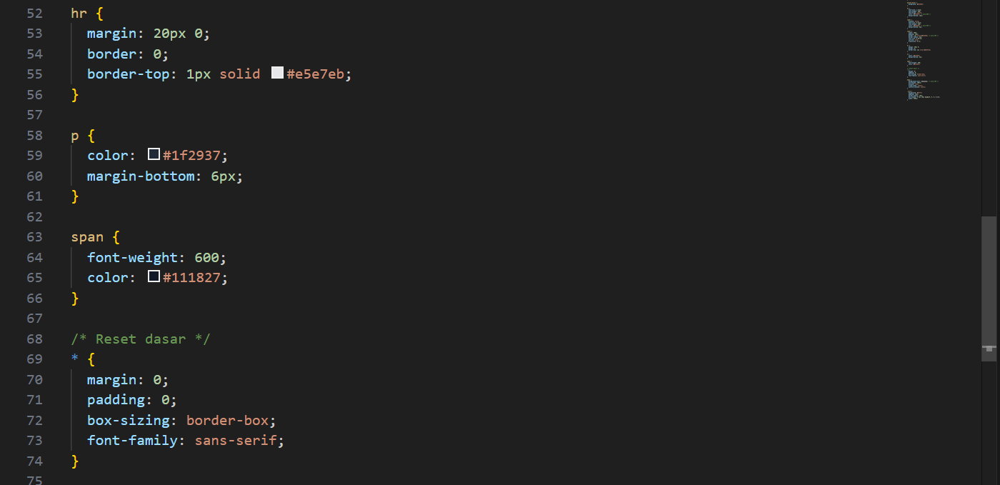 52 hr {
53   margin: 20px 0;
54   border: 0;
55   border-top: 1px solid #e5e7eb;
56 }
57
58 p {
59   color: #1f2937;
60   margin-bottom: 6px;
61 }
62
63 span {
64   font-weight: 600;
65   color: #111827;
66 }
67
68 /* Reset dasar */
69 * {
70   margin: 0;
71   padding: 0;
72   box-sizing: border-box;
73   font-family: sans-serif;
74 }
75